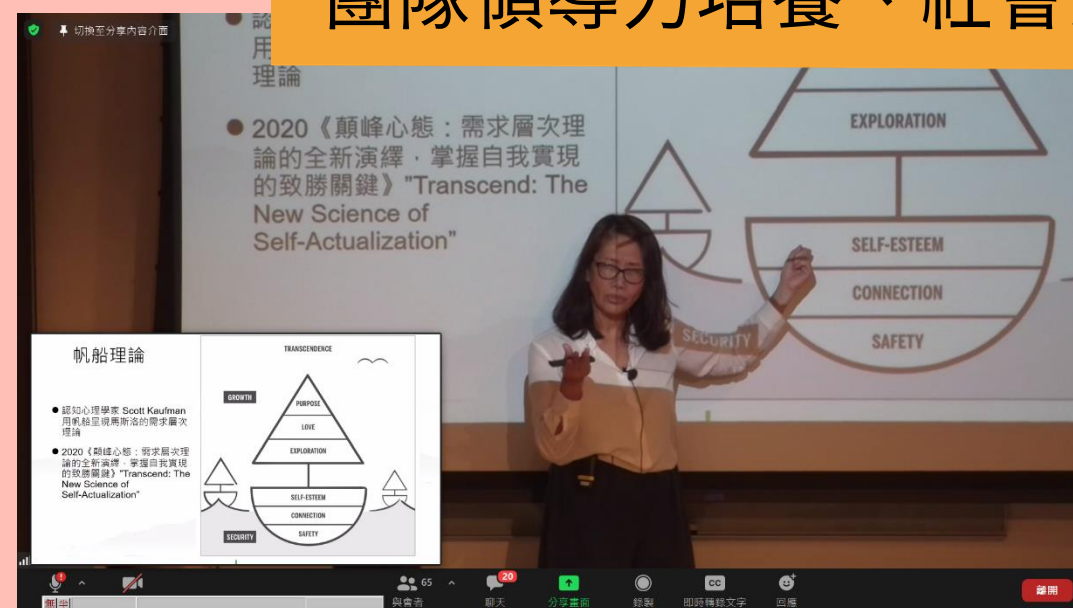 團隊領導力培養、社會
切換至分享內容介面
理論
● 2020《顛峰心態：需求層次理
論的全新演繹，掌握自我實現
的致勝關鍵》"Transcend: The
New Science of
Self-Actualization"
EXPLORATION
SELF-ESTEEM
CONNECTION
SAFETY
SECURITY
帆船理論
● 認知心理學家 Scott Kaufman
用帆船呈現馬斯洛的需求層次
理論
● 2020《顛峰心態：需求層次理
論的全新演繹，掌握自我實現
的致勝關鍵》"Transcend: The
New Science of
Self-Actualization"
TRANSCENDENCE
GROWTH
PURPOSE
LOVE
EXPLORATION
SELF-ESTEEM
CONNECTION
SAFETY
SECURITY
65
與會者
20
聊天
分享畫面
錄製
CC
即時轉錄文字
回應
離開